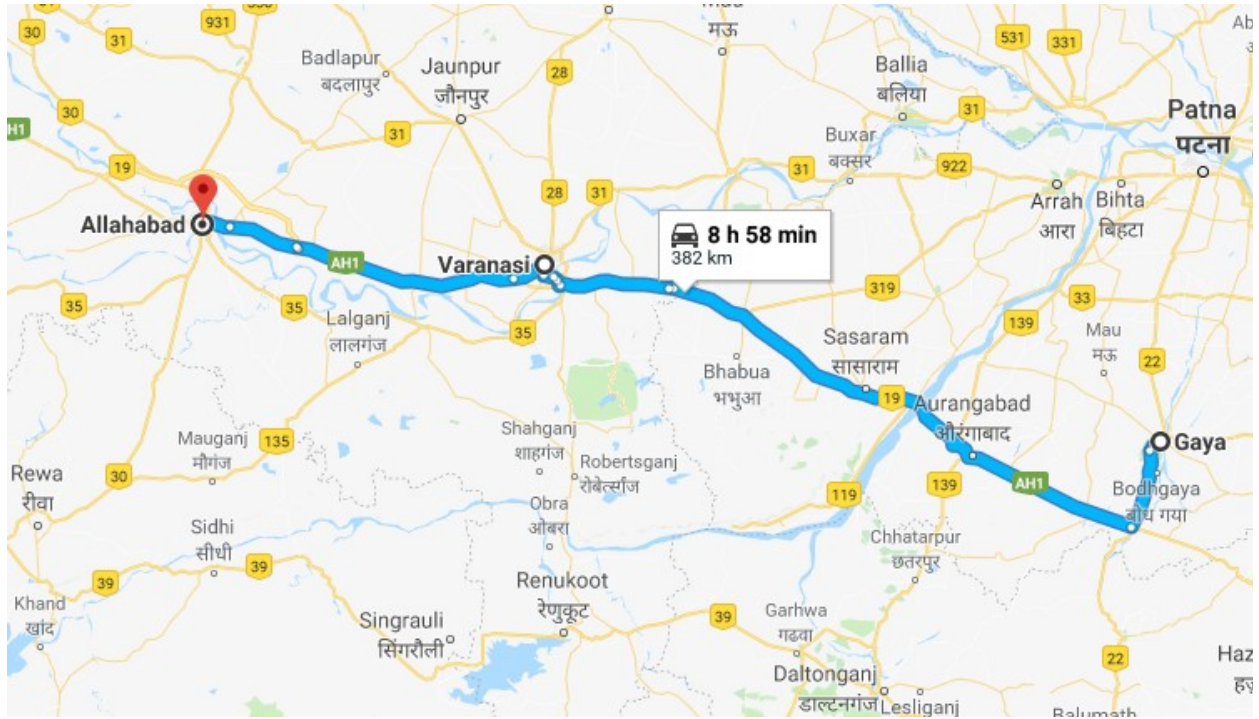 931
30
31
Badlapur
बदलापुर
Jaunpur
जौनपुर
28
मऊ
531
331
Ballia
बलिया
31
Patna
पटना
30
H1
31
19
Buxar
बक्सर
922
31
Arrah
आरा
Bihta
बिहटा
28
31
Allahabad
8 h 58 min
382 km
Varanasi
AH1
319
33
35
35
Lalganj
लालगंज
35
139
Mau
मऊ
Sasaram
सासाराम
22
Bhabua
भभुआ
19
Aurangabad
औरंगाबाद
Mauganj
मौगंज
135
Shahganj
शाहगंज
Gaya
Robertsganj
रोबेर्ट्सगंज
Rewa
रीवा
30
119
139
AH1
Bodhgaya
बोध गया
Obra
ओबरा
Sidhi
सीधी
Chhatarpur
छतरपुर
39
39
Renukoot
रेणुकूट
Khand
खांद
Singrauli
सिंगरौली
39
Garhwa
गढवा
22
Daltonganj
डाल्टनगंज
Lesliganj
Balumath